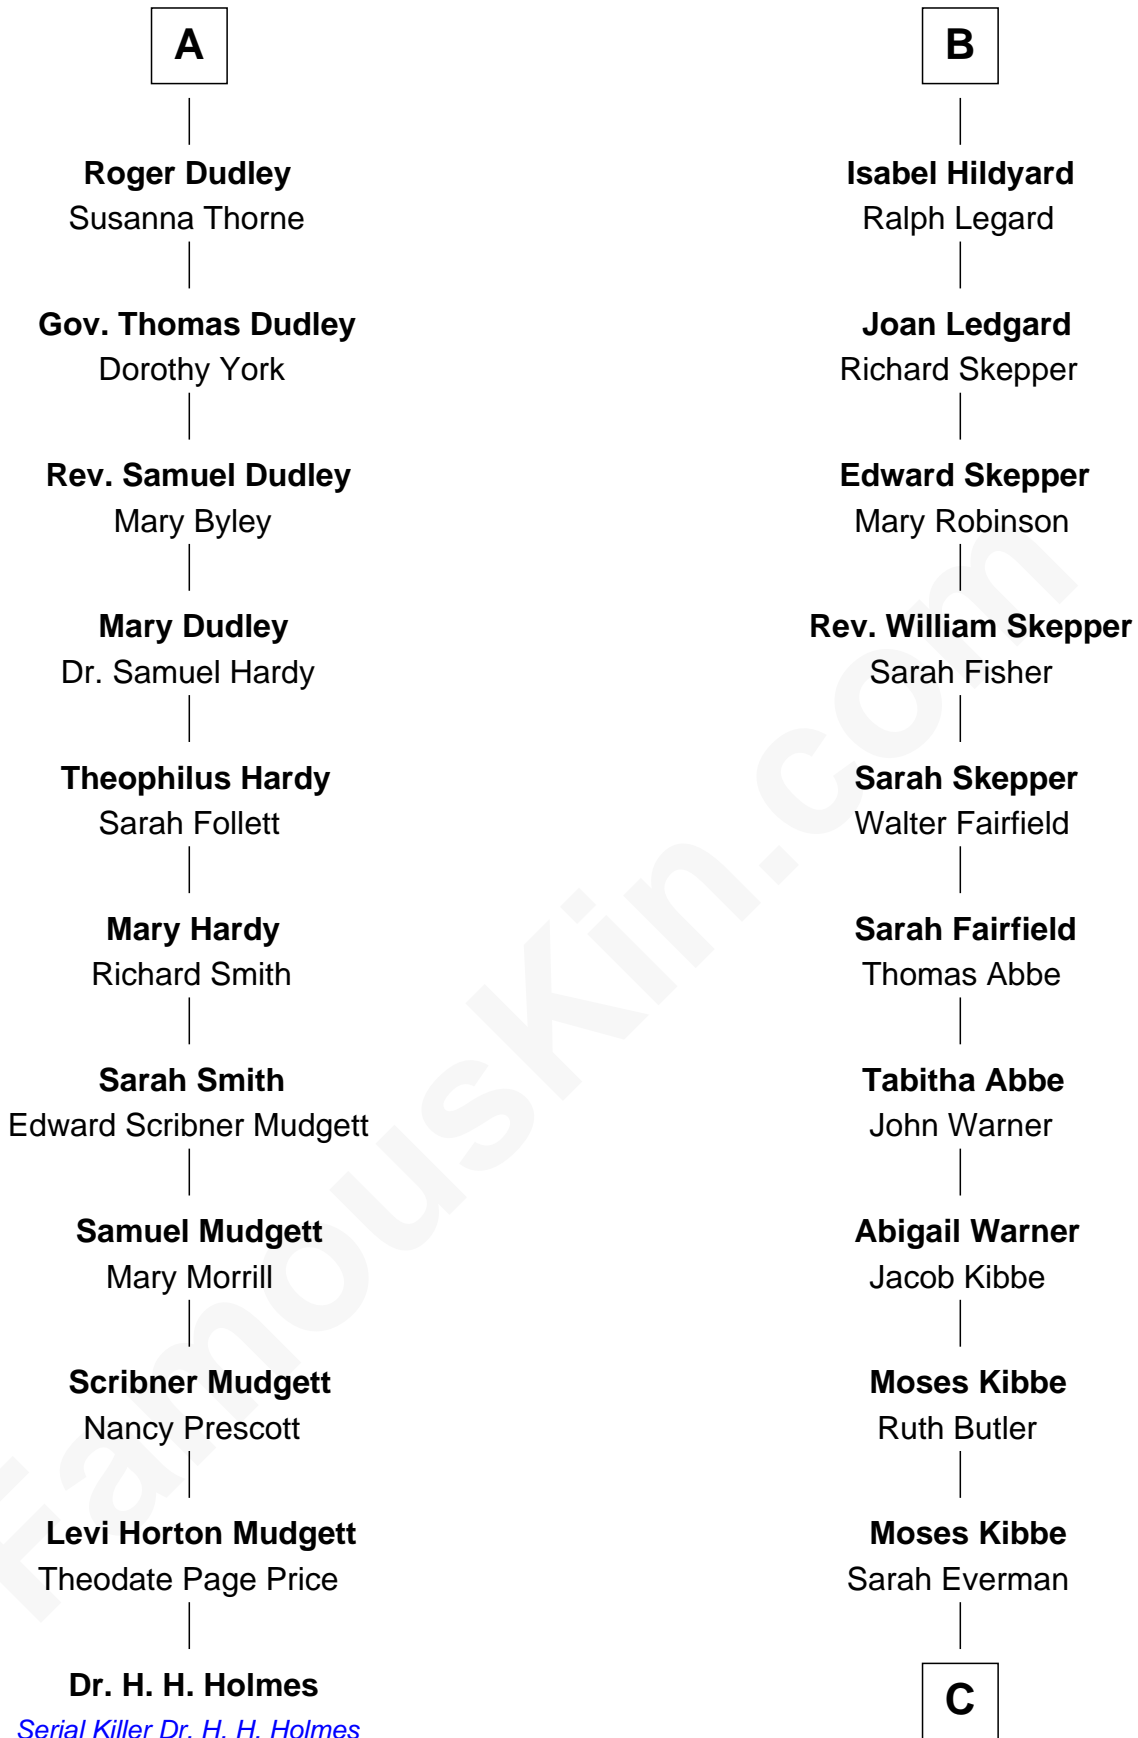 A
Roger Dudley
Susanna Thorne
Gov. Thomas Dudley
Dorothy York
Rev. Samuel Dudley
Mary Byley
Mary Dudley
Dr. Samuel Hardy
Theophilus Hardy
Sarah Follett
Mary Hardy
Richard Smith
Sarah Smith
Edward Scribner Mudgett
Samuel Mudgett
Mary Morrill
Scribner Mudgett
Nancy Prescott
Levi Horton Mudgett
Theodate Page Price
Dr. H. H. Holmes
Serial Killer Dr. H. H. Holmes
B
Isabel Hildyard
Ralph Legard
Joan Ledgard
Richard Skepper
Edward Skepper
Mary Robinson
Rev. William Skepper
Sarah Fisher
Sarah Skepper
Walter Fairfield
Sarah Fairfield
Thomas Abbe
Tabitha Abbe
John Warner
Abigail Warner
Jacob Kibbe
Moses Kibbe
Ruth Butler
Moses Kibbe
Sarah Everman
C
FamousKin.com